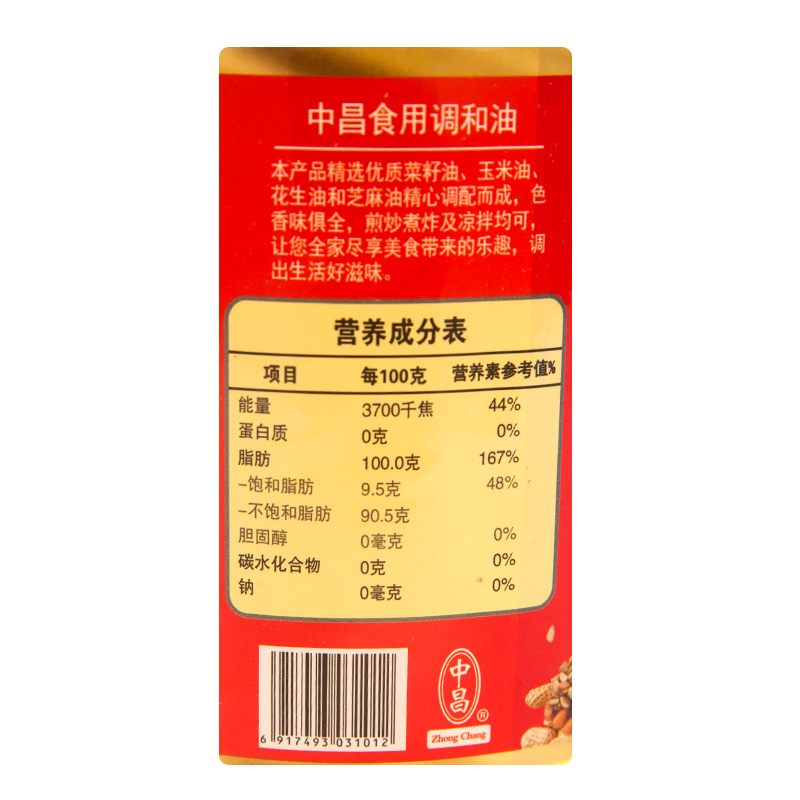 中昌食用调和油
本产品精选优质菜籽油、玉米油、
花生油和芝麻油精心调配而成，色
香味俱全，煎炒煮炸及凉拌均可，
让您全家尽享美食带来的乐趣，调
出生活好滋味。
营养成分表
项目 每100克 营养素参考值%
能量 3700千焦 44%
蛋白质 0克 0%
脂肪 100.0克 167%
-饱和脂肪 9.5克 48%
-不饱和脂肪 90.5克
胆固醇 0毫克 0%
碳水化合物 0克 0%
钠 0毫克 0%
中昌®
Zhong Chang
6 917493 031012